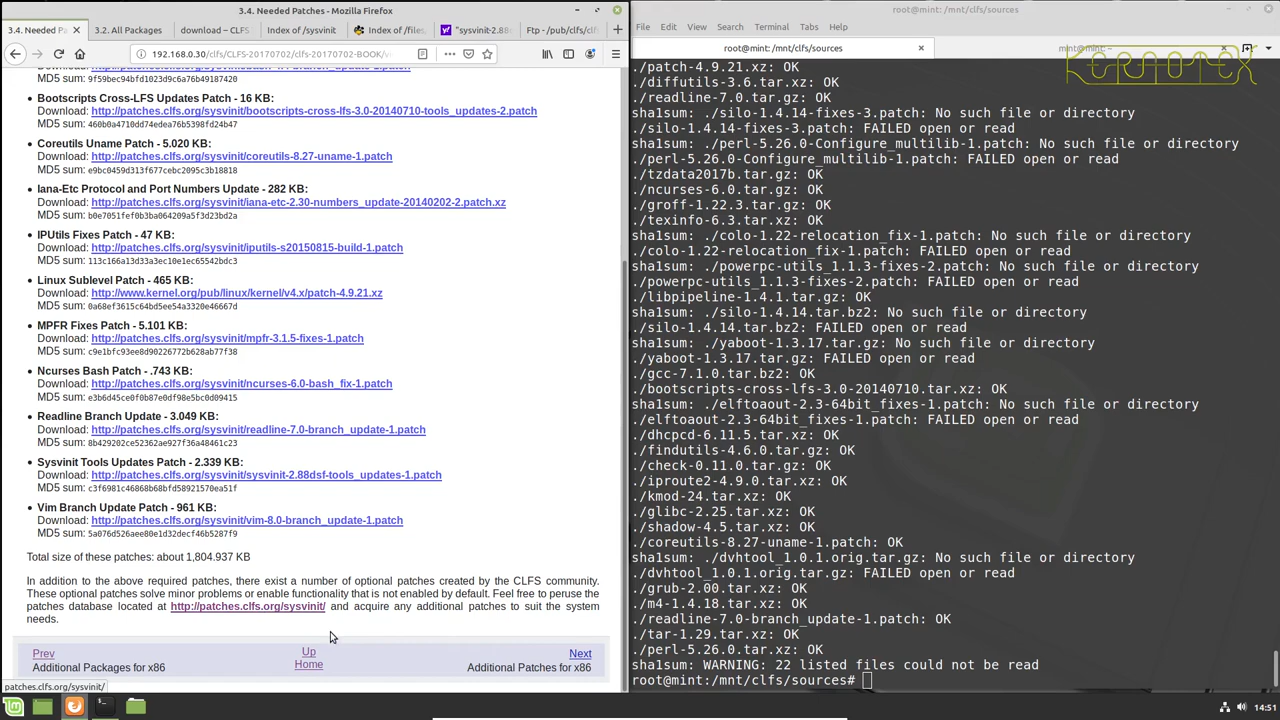 3.4. Needed Patches - Mozilla Firefox
3.4. Needed Pa
3.2. All Packages
download – CLFS
Index of /sysvinit
Index of /files,
"sysvinit-2.88
Ftp - /pub/clfs/clf
192.168.0.30/clfs/CLFS-20170702/clfs-20170702-BOOK/v
MD5 sum: 9f59bec94bfd1023d9c6a76b49187420
Bootscripts Cross-LFS Updates Patch - 16 KB:
Download: http://patches.clfs.org/sysvinit/bootscripts-cross-lfs-3.0-20140710-tools_updates-2.patch
MD5 sum: 460b0a4710dd74edea76b5398fd24b47
Coreutils Uname Patch - 5.020 KB:
Download: http://patches.clfs.org/sysvinit/coreutils-8.27-uname-1.patch
MD5 sum: e9bc0459d313f677cebc2095c3b18818
Iana-Etc Protocol and Port Numbers Update - 282 KB:
Download: http://patches.clfs.org/sysvinit/iana-etc-2.30-numbers_update-20140202-2.patch.xz
MD5 sum: b0e7051fef0b3ba064209a5f3d23bd2a
IPUtils Fixes Patch - 47 KB:
Download: http://patches.clfs.org/sysvinit/iputils-s20150815-build-1.patch
MD5 sum: 113c166a13d33a3ec10e1ec65542bdc3
Linux Sublevel Patch - 465 KB:
Download: http://www.kernel.org/pub/linux/kernel/v4.x/patch-4.9.21.xz
MD5 sum: 0a68ef3615c64bd5ee54a3320e46667d
MPFR Fixes Patch - 5.101 KB:
Download: http://patches.clfs.org/sysvinit/mpfr-3.1.5-fixes-1.patch
MD5 sum: c9e1bfc93ee8d90226772b628ab77f38
Ncurses Bash Patch - .743 KB:
Download: http://patches.clfs.org/sysvinit/ncurses-6.0-bash_fix-1.patch
MD5 sum: e3b6d45ce0f0b87e0df98e5bc0d09415
Readline Branch Update - 3.049 KB:
Download: http://patches.clfs.org/sysvinit/readline-7.0-branch_update-1.patch
MD5 sum: 8b429202ce52362ae927f36a48461c23
Sysvinit Tools Updates Patch - 2.339 KB:
Download: http://patches.clfs.org/sysvinit/sysvinit-2.88dsf-tools_updates-1.patch
MD5 sum: c3f6981c46868b68bfd58921570ea51f
Vim Branch Update Patch - 961 KB:
Download: http://patches.clfs.org/sysvinit/vim-8.0-branch_update-1.patch
MD5 sum: 5a076d526aee80e1d32decf46b5287f9
Total size of these patches: about 1,804.937 KB
In addition to the above required patches, there exist a number of optional patches created by the CLFS community.
These optional patches solve minor problems or enable functionality that is not enabled by default. Feel free to peruse the
patches database located at http://patches.clfs.org/sysvinit/ and acquire any additional patches to suit the system
needs.
Prev
Up
Next
Additional Packages for x86
Home
Additional Patches for x86
patches.clfs.org/sysvinit/
root@mint: /mnt/clfs/sources
File Edit View Search Terminal Tabs Help
root@mint: /mnt/clfs/sources
root@mint: /mnt/clfs/sources
KERNOTEX
./patch-4.9.21.xz: OK
./diffutils-3.6.tar.xz: OK
./readline-7.0.tar.gz: OK
sha1sum: ./silo-1.4.14-fixes-3.patch: No such file or directory
./silo-1.4.14-fixes-3.patch: FAILED open or read
sha1sum: ./perl-5.26.0-Configure_multilib-1.patch: No such file or directory
./perl-5.26.0-Configure_multilib-1.patch: FAILED open or read
./tzdata2017b.tar.gz: OK
./ncurses-6.0.tar.gz: OK
./groff-1.22.3.tar.gz: OK
./texinfo-6.3.tar.xz: OK
sha1sum: ./colo-1.22-relocation_fix-1.patch: No such file or directory
./colo-1.22-relocation_fix-1.patch: FAILED open or read
sha1sum: ./powerpc-utils_1.1.3-fixes-2.patch: No such file or directory
./powerpc-utils_1.1.3-fixes-2.patch: FAILED open or read
./libpipeline-1.4.1.tar.gz: OK
sha1sum: ./silo-1.4.14.tar.bz2: No such file or directory
./silo-1.4.14.tar.bz2: FAILED open or read
sha1sum: ./yaboot-1.3.17.tar.gz: No such file or directory
./yaboot-1.3.17.tar.gz: FAILED open or read
./gcc-7.1.0.tar.bz2: OK
./bootscripts-cross-lfs-3.0-20140710.tar.xz: OK
sha1sum: ./elftoaout-2.3-64bit_fixes-1.patch: No such file or directory
./elftoaout-2.3-64bit_fixes-1.patch: FAILED open or read
./dhcpcd-6.11.5.tar.xz: OK
./findutils-4.6.0.tar.gz: OK
./check-0.11.0.tar.gz: OK
./iproute2-4.9.0.tar.xz: OK
./kmod-24.tar.xz: OK
./glibc-2.25.tar.xz: OK
./shadow-4.5.tar.xz: OK
./coreutils-8.27-uname-1.patch: OK
sha1sum: ./dvhtool_1.0.1.orig.tar.gz: No such file or directory
./dvhtool_1.0.1.orig.tar.gz: FAILED open or read
./grub-2.00.tar.xz: OK
./m4-1.4.18.tar.xz: OK
./readline-7.0-branch_update-1.patch: OK
./tar-1.29.tar.xz: OK
./perl-5.26.0.tar.xz: OK
sha1sum: WARNING: 22 listed files could not be read
root@mint:/mnt/clfs/sources#
14:51